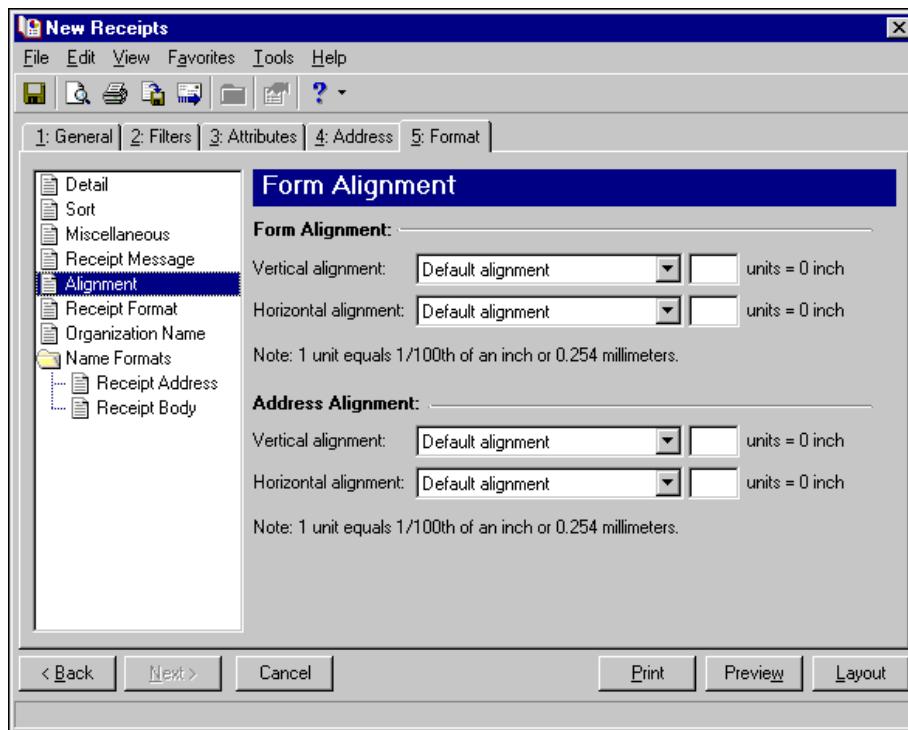 New Receipts
File Edit View Favorites Tools Help
?
1: General 2: Filters 3: Attributes 4: Address 5: Format
Detail
Sort
Miscellaneous
Receipt Message
Alignment
Receipt Format
Organization Name
Name Formats
Receipt Address
Receipt Body
Form Alignment
Form Alignment:
Vertical alignment: Default alignment units = 0 inch
Horizontal alignment: Default alignment units = 0 inch
Note: 1 unit equals 1/100th of an inch or 0.254 millimeters.
Address Alignment:
Vertical alignment: Default alignment units = 0 inch
Horizontal alignment: Default alignment units = 0 inch
Note: 1 unit equals 1/100th of an inch or 0.254 millimeters.
< Back Next > Cancel Print Preview Layout